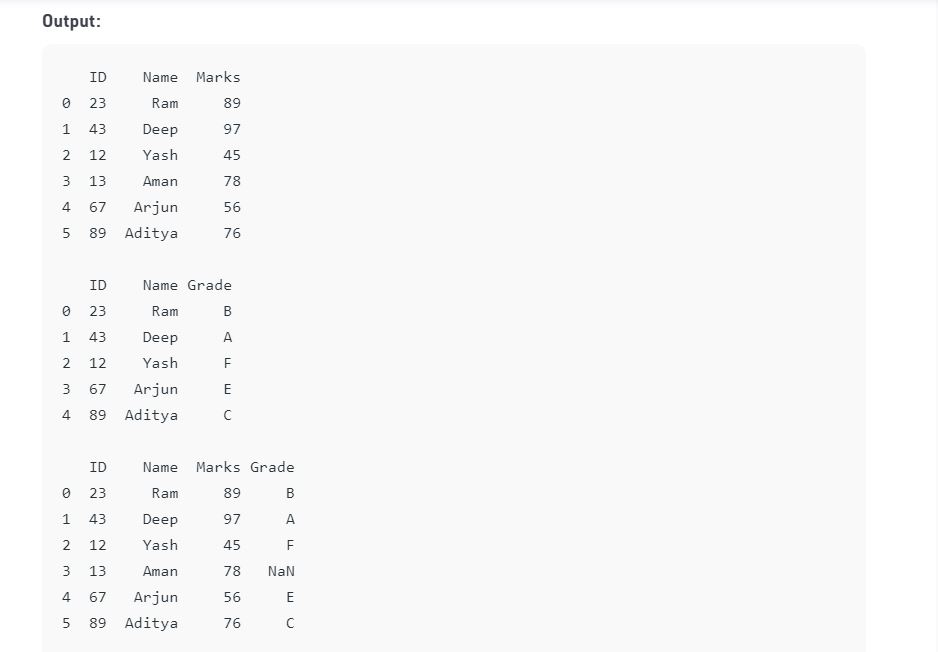 Output:
ID Name Marks
0 23 Ram 89
1 43 Deep 97
2 12 Yash 45
3 13 Aman 78
4 67 Arjun 56
5 89 Aditya 76
ID Name Grade
0 23 Ram B
1 43 Deep A
2 12 Yash F
3 67 Arjun E
4 89 Aditya C
ID Name Marks Grade
0 23 Ram 89 B
1 43 Deep 97 A
2 12 Yash 45 F
3 13 Aman 78 NaN
4 67 Arjun 56 E
5 89 Aditya 76 C